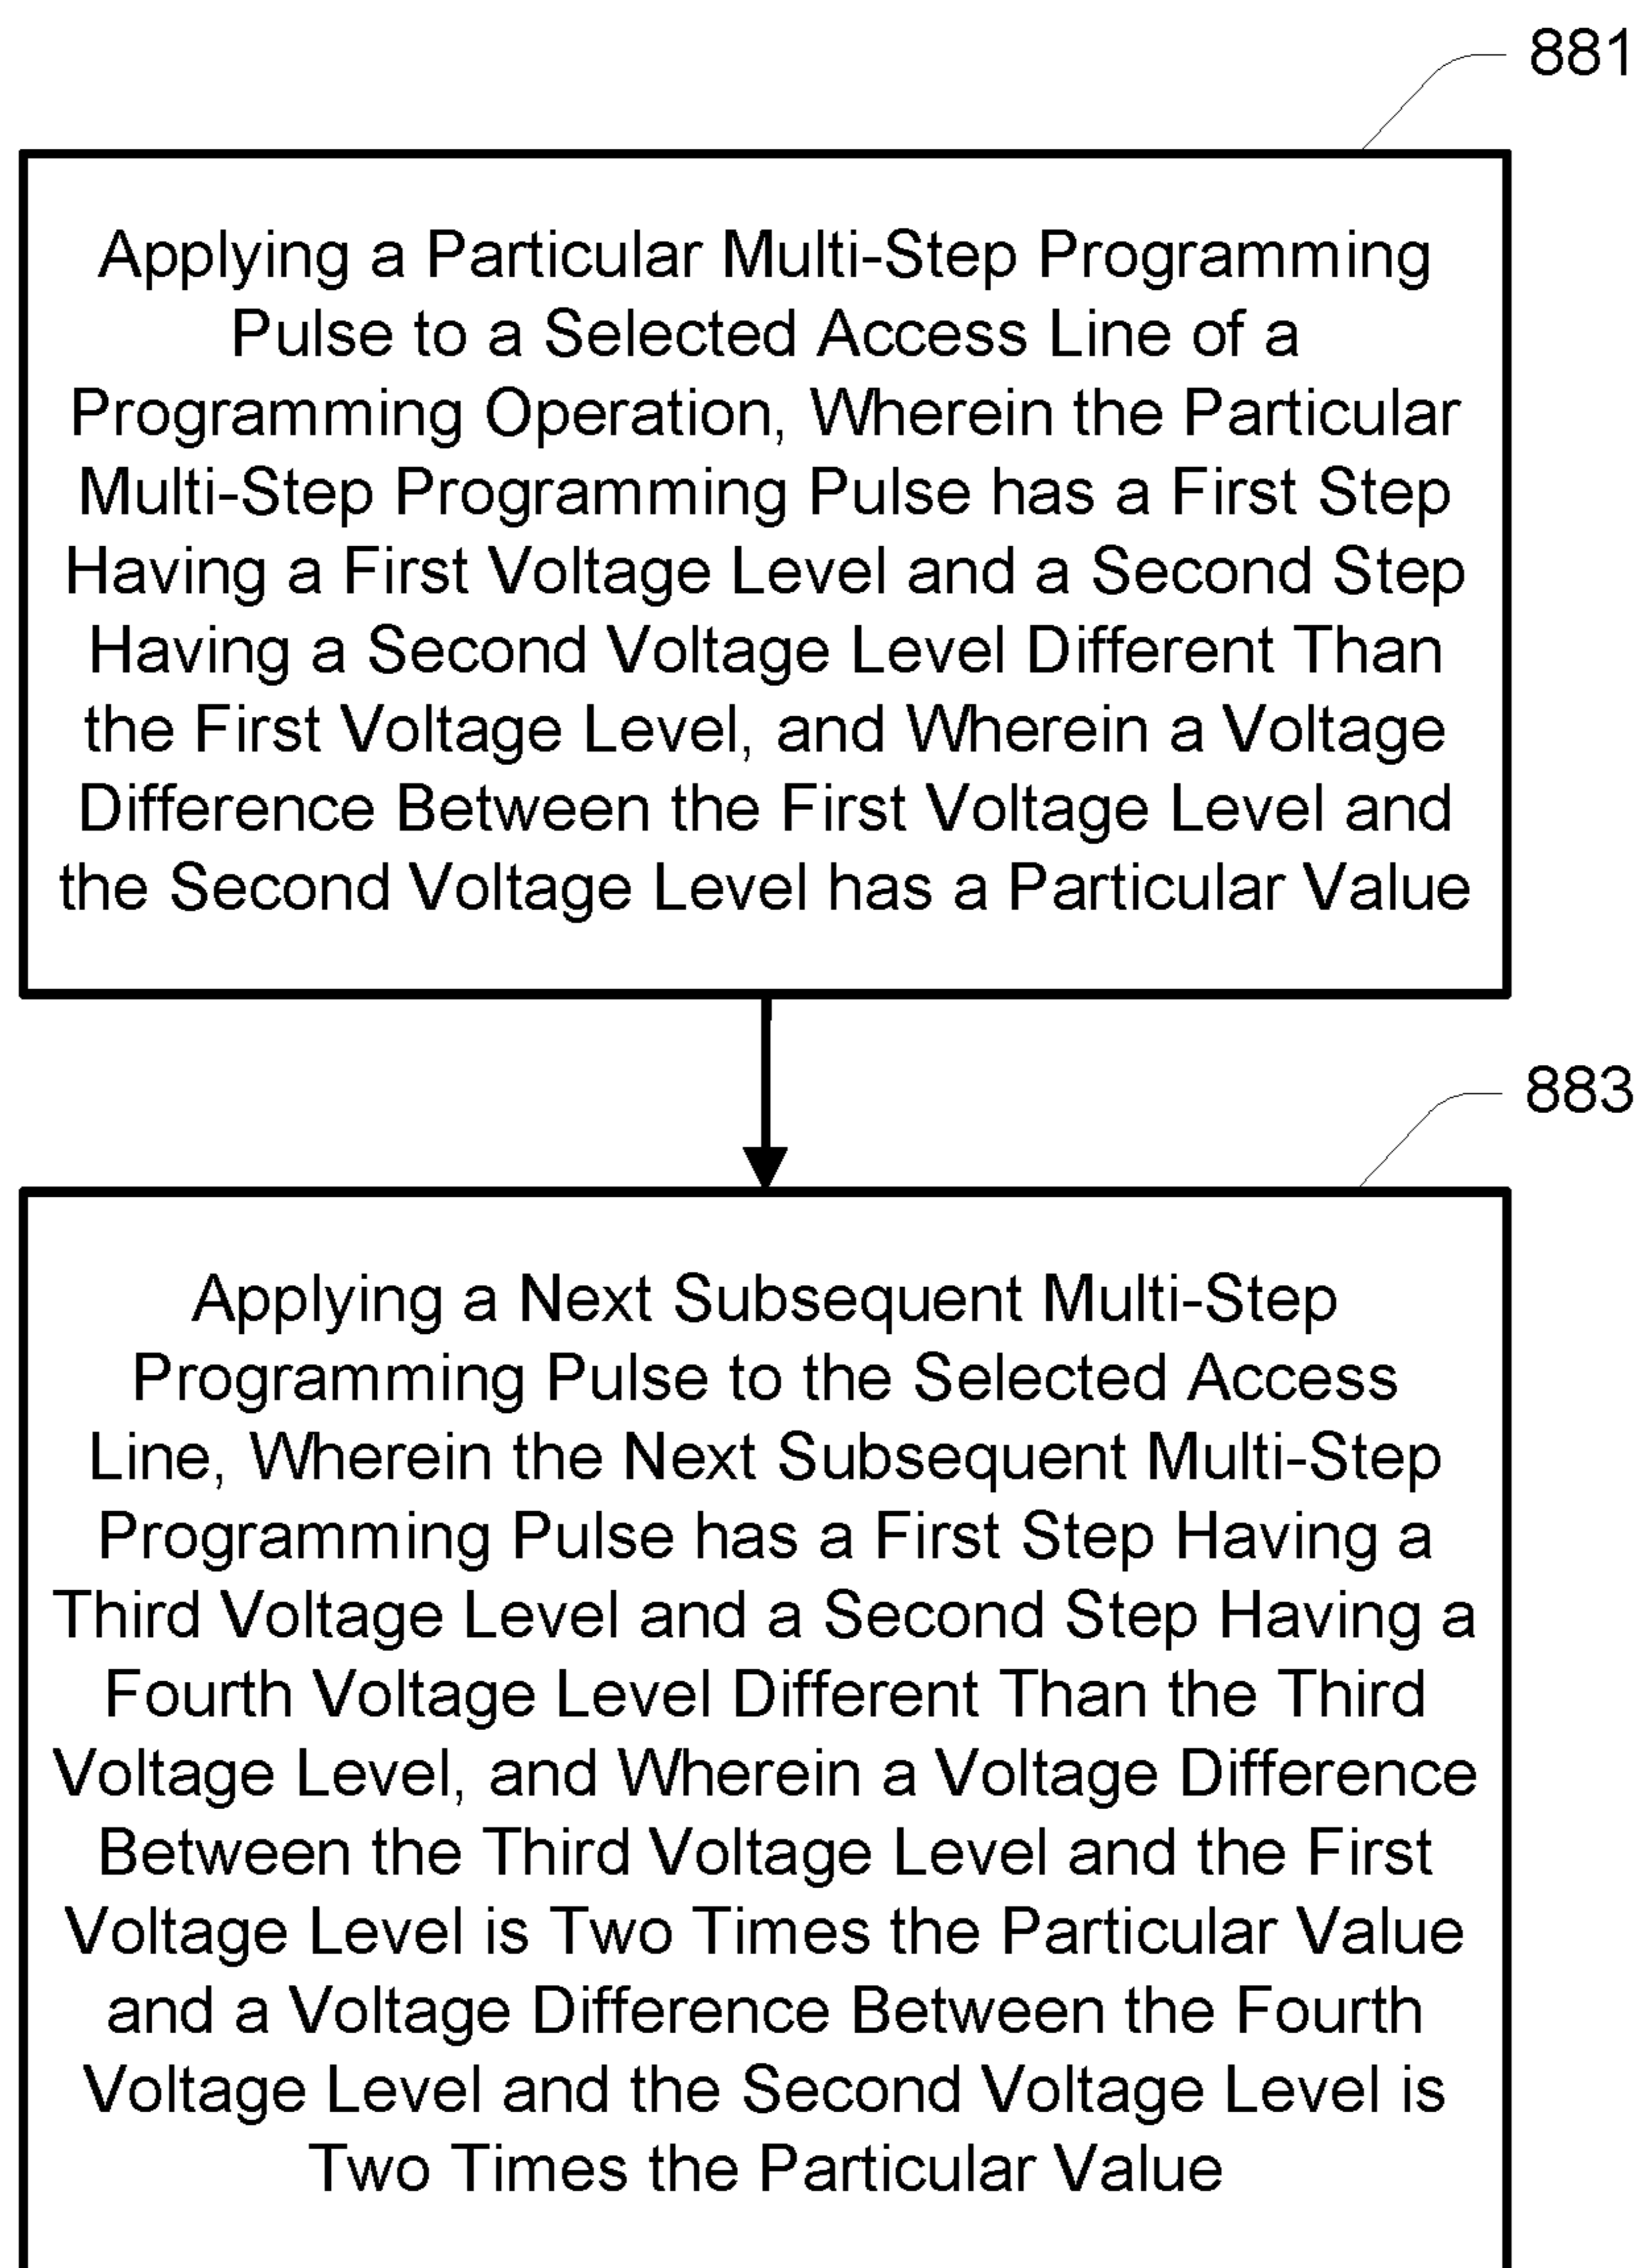 881
Applying a Particular Multi-Step Programming
Pulse to a Selected Access Line of a
Programming Operation, Wherein the Particular
Multi-Step Programming Pulse has a First Step
Having a First Voltage Level and a Second Step
Having a Second Voltage Level Different Than
the First Voltage Level, and Wherein a Voltage
Difference Between the First Voltage Level and
the Second Voltage Level has a Particular Value
883
Applying a Next Subsequent Multi-Step
Programming Pulse to the Selected Access
Line, Wherein the Next Subsequent Multi-Step
Programming Pulse has a First Step Having a
Third Voltage Level and a Second Step Having a
Fourth Voltage Level Different Than the Third
Voltage Level, and Wherein a Voltage Difference
Between the Third Voltage Level and the First
Voltage Level is Two Times the Particular Value
and a Voltage Difference Between the Fourth
Voltage Level and the Second Voltage Level is
Two Times the Particular Value